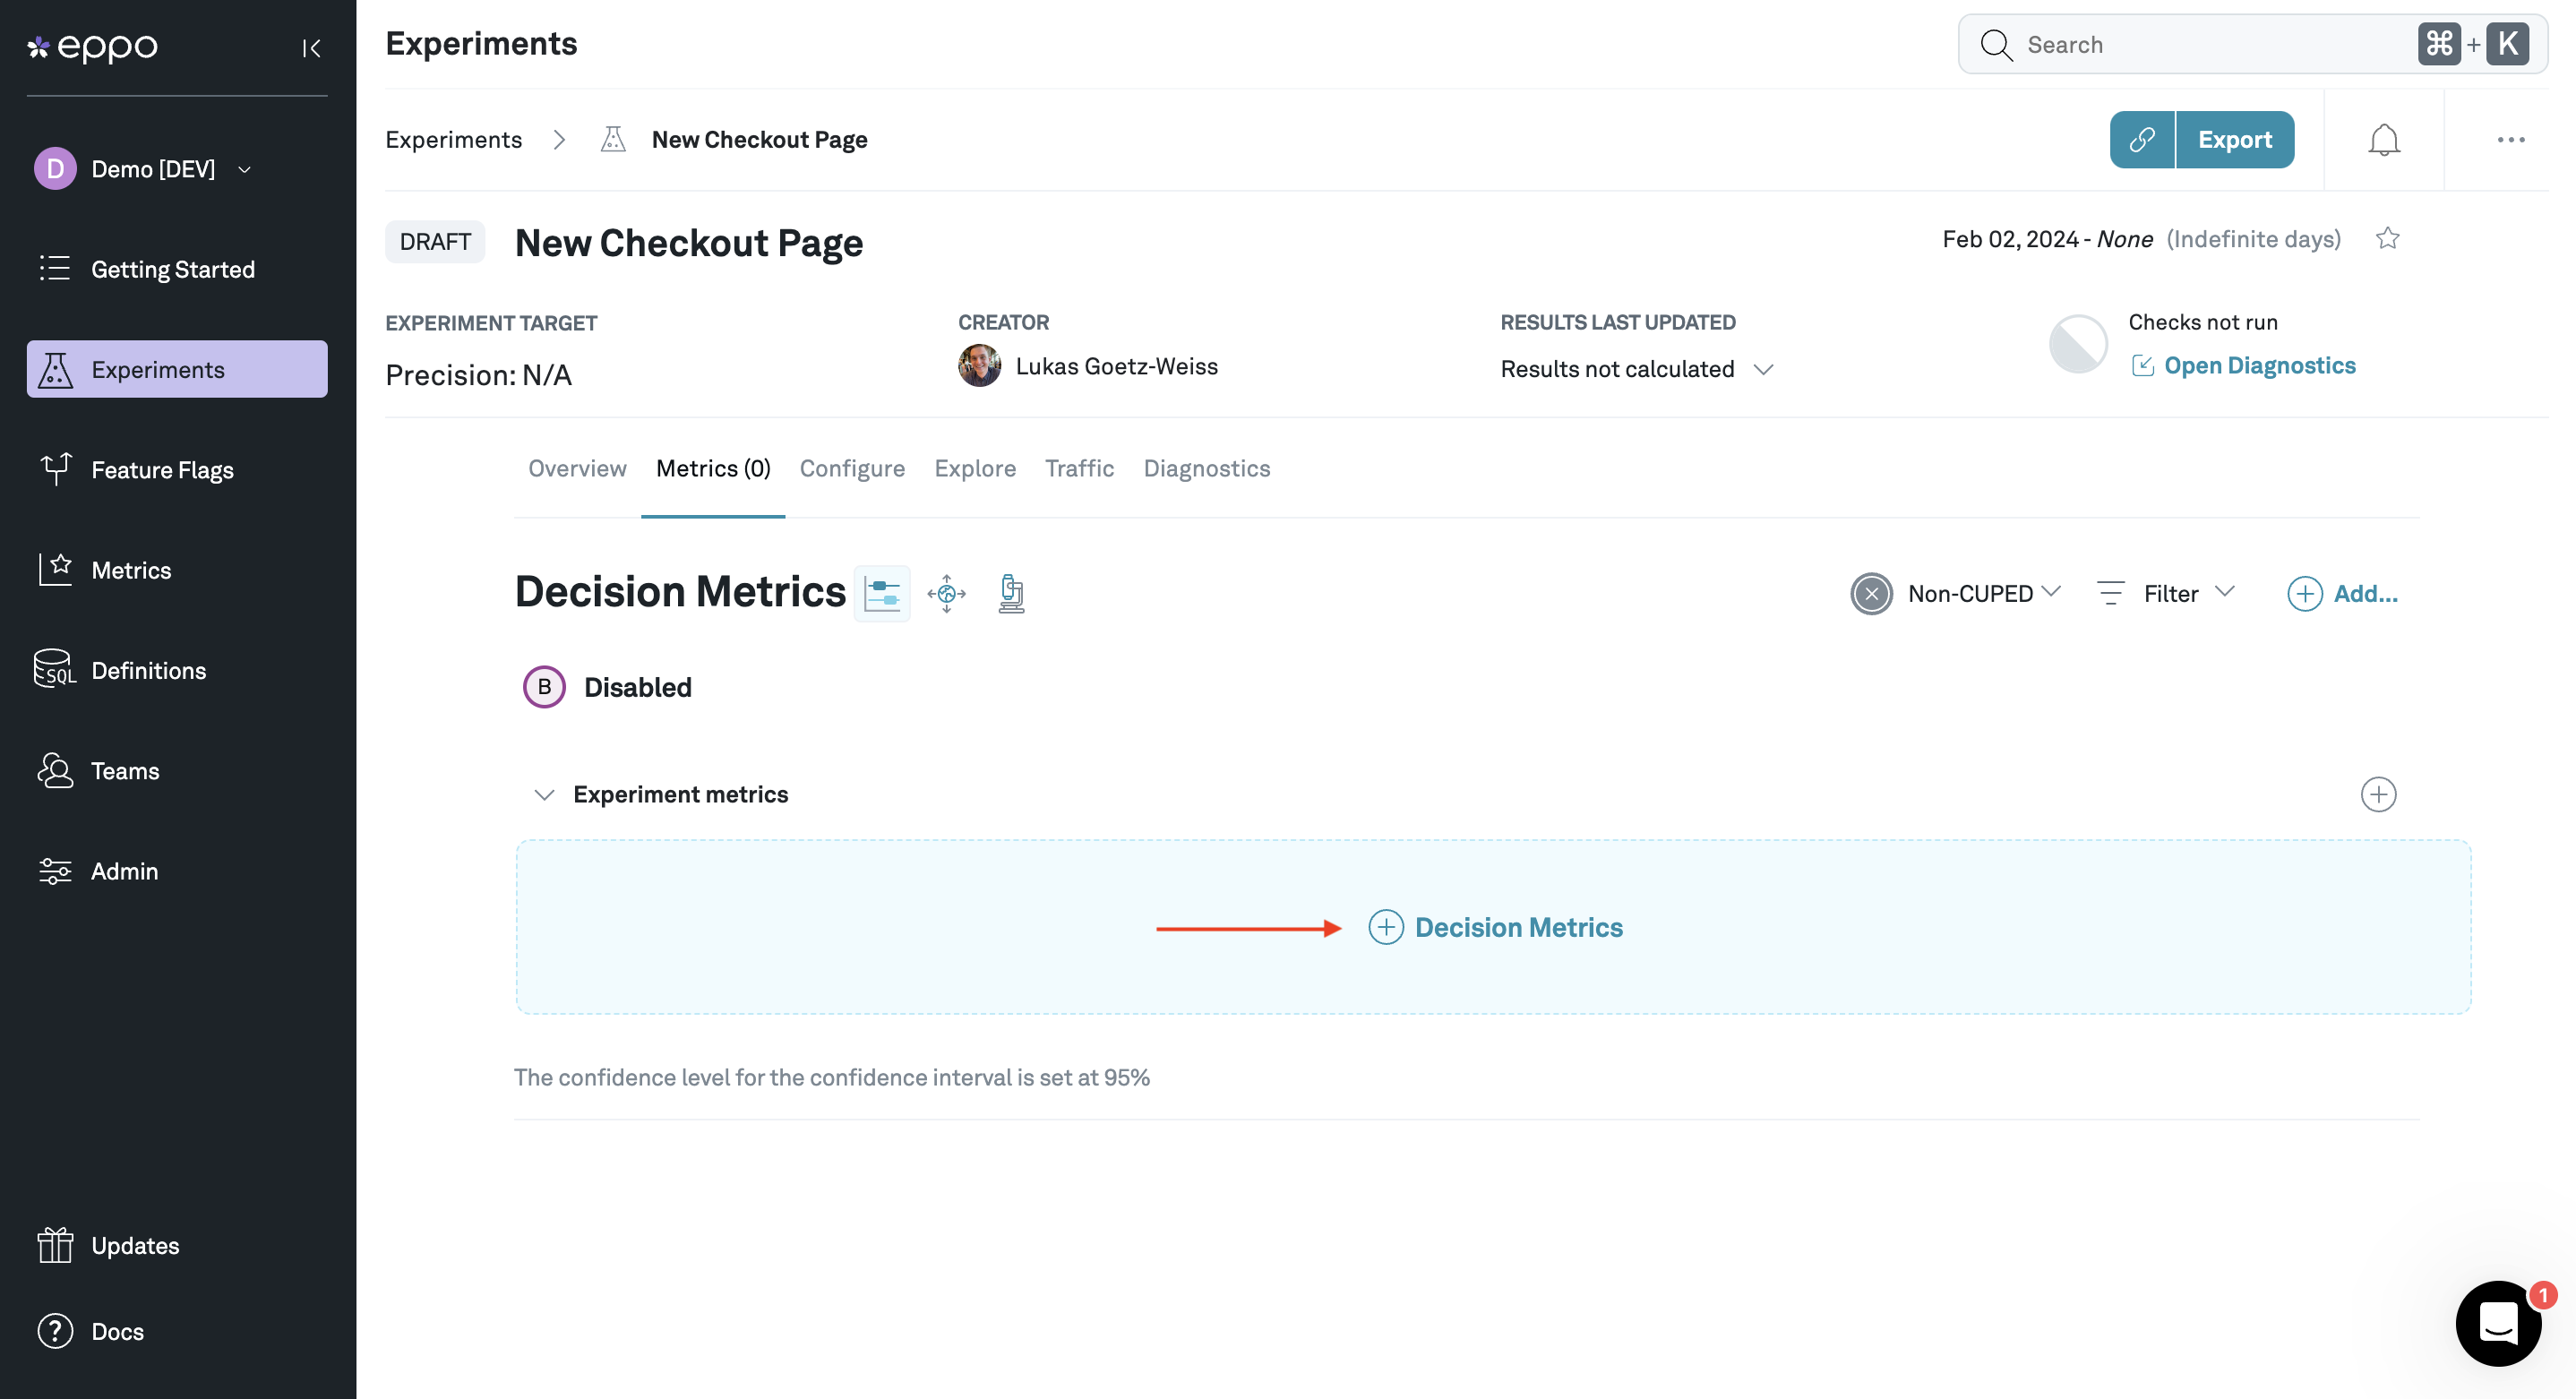 eppo
Experiments
Search
⌘ + K
D Demo [DEV]
Experiments
New Checkout Page
Export
DRAFT
New Checkout Page
Feb 02, 2024 - None (Indefinite days)
Getting Started
Experiments
Feature Flags
Metrics
SQL Definitions
Teams
Admin
Updates
? Docs
EXPERIMENT TARGET
Precision: N/A
CREATOR
Lukas Goetz-Weiss
RESULTS LAST UPDATED
Results not calculated
Checks not run
Open Diagnostics
Overview Metrics (0) Configure Explore Traffic Diagnostics
Decision Metrics
Non-CUPED
Filter
Add...
B Disabled
Experiment metrics
Decision Metrics
The confidence level for the confidence interval is set at 95%
1